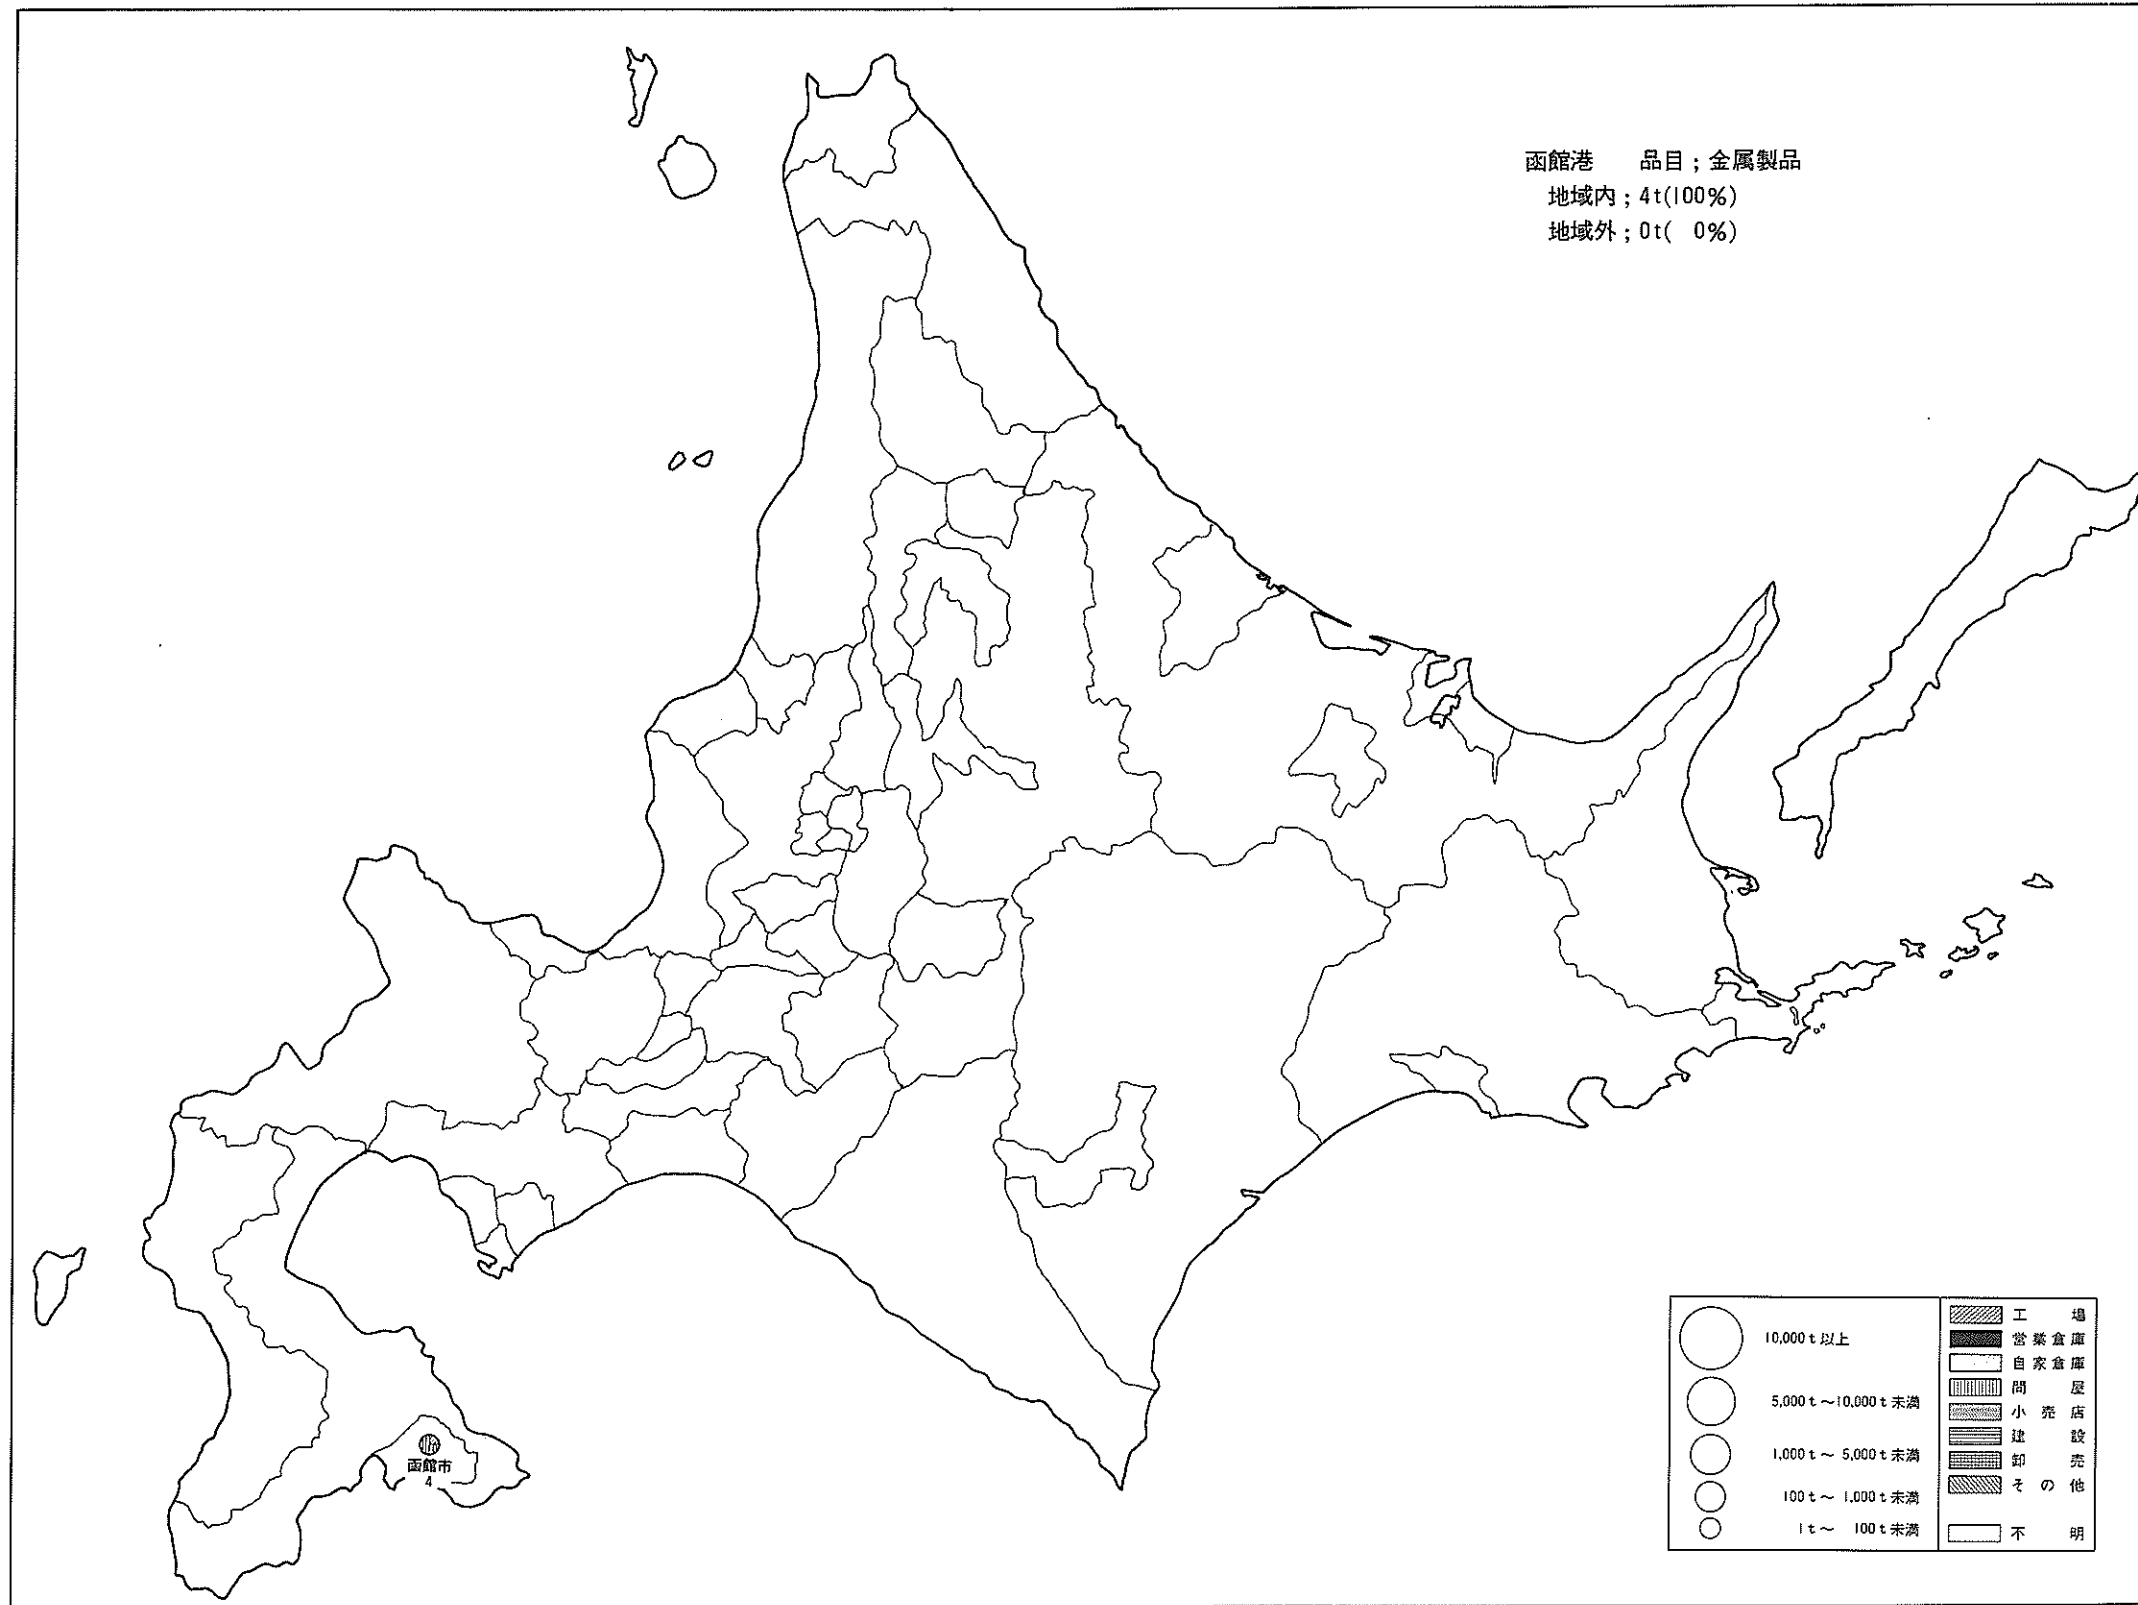 函館港　品目；金属製品
地域内；4t(100%)
地域外；0t( 0%)
函館市
4
10,000t以上
5,000t～10,000t未満
1,000t～5,000t未満
100t～1,000t未満
1t～100t未満
工場
営業倉庫
自家倉庫
問屋
小売店
建設
卸売
その他
不明